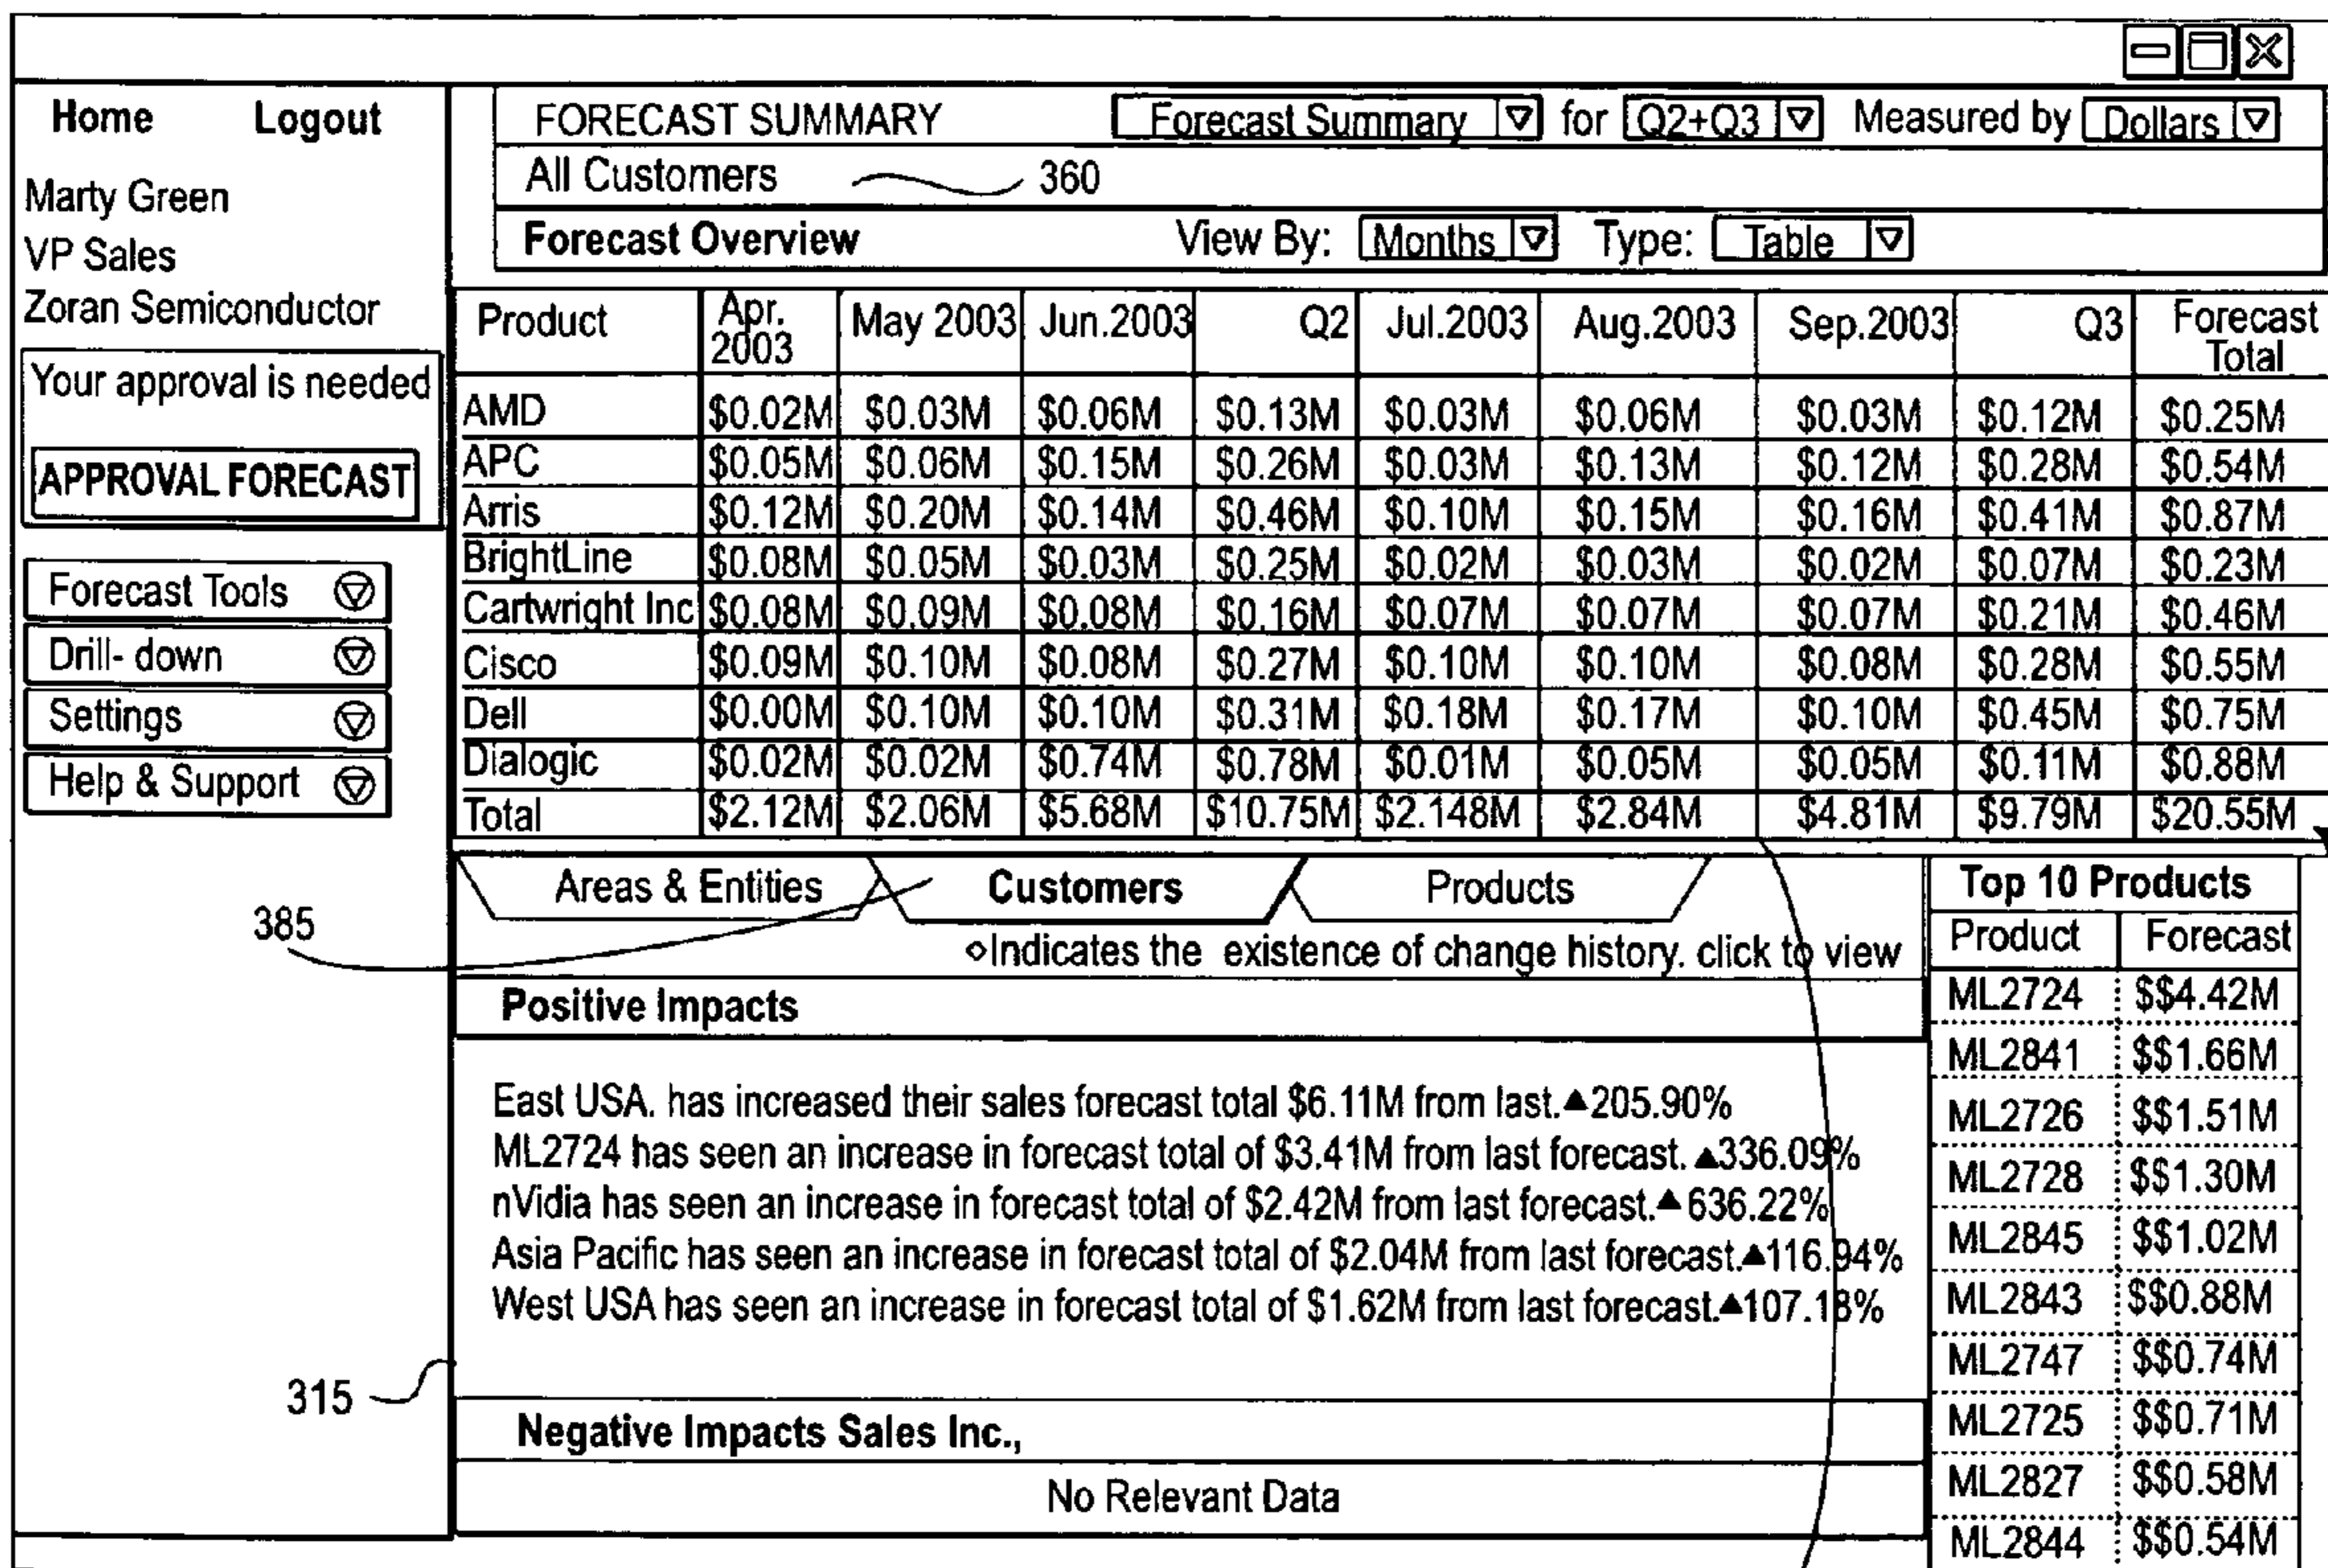 Home Logout
Marty Green
VP Sales
Zoran Semiconductor
Your approval is needed
APPROVAL FORECAST
Forecast Tools
Drill- down
Settings
Help & Support
FORECAST SUMMARY Forecast Summary for Q2+Q3 Measured by Dollars
All Customers 360
Forecast Overview View By: Months Type: Table
Product Apr. 2003 May 2003 Jun.2003 Q2 Jul.2003 Aug.2003 Sep.2003 Q3 Forecast Total
AMD $0.02M $0.03M $0.06M $0.13M $0.03M $0.06M $0.03M $0.12M $0.25M
APC $0.05M $0.06M $0.15M $0.26M $0.03M $0.13M $0.12M $0.28M $0.54M
Arris $0.12M $0.20M $0.14M $0.46M $0.10M $0.15M $0.16M $0.41M $0.87M
BrightLine $0.08M $0.05M $0.03M $0.25M $0.02M $0.03M $0.02M $0.07M $0.23M
Cartwright Inc $0.08M $0.09M $0.08M $0.16M $0.07M $0.07M $0.07M $0.21M $0.46M
Cisco $0.09M $0.10M $0.08M $0.27M $0.10M $0.10M $0.08M $0.28M $0.55M
Dell $0.00M $0.10M $0.10M $0.31M $0.18M $0.17M $0.10M $0.45M $0.75M
Dialogic $0.02M $0.02M $0.74M $0.78M $0.01M $0.05M $0.05M $0.11M $0.88M
Total $2.12M $2.06M $5.68M $10.75M $2.148M $2.84M $4.81M $9.79M $20.55M
385
Areas & Entities Customers Products
◇Indicates the existence of change history. click to view
Positive Impacts
East USA. has increased their sales forecast total $6.11M from last.▲205.90%
ML2724 has seen an increase in forecast total of $3.41M from last forecast. ▲336.09%
nVidia has seen an increase in forecast total of $2.42M from last forecast.▲ 636.22%
Asia Pacific has seen an increase in forecast total of $2.04M from last forecast.▲116.94%
West USA has seen an increase in forecast total of $1.62M from last forecast.▲107.18%
315
Negative Impacts Sales Inc.,
No Relevant Data
Top 10 Products
Product Forecast
ML2724 $$4.42M
ML2841 $$1.66M
ML2726 $$1.51M
ML2728 $$1.30M
ML2845 $$1.02M
ML2843 $$0.88M
ML2747 $$0.74M
ML2725 $$0.71M
ML2827 $$0.58M
ML2844 $$0.54M